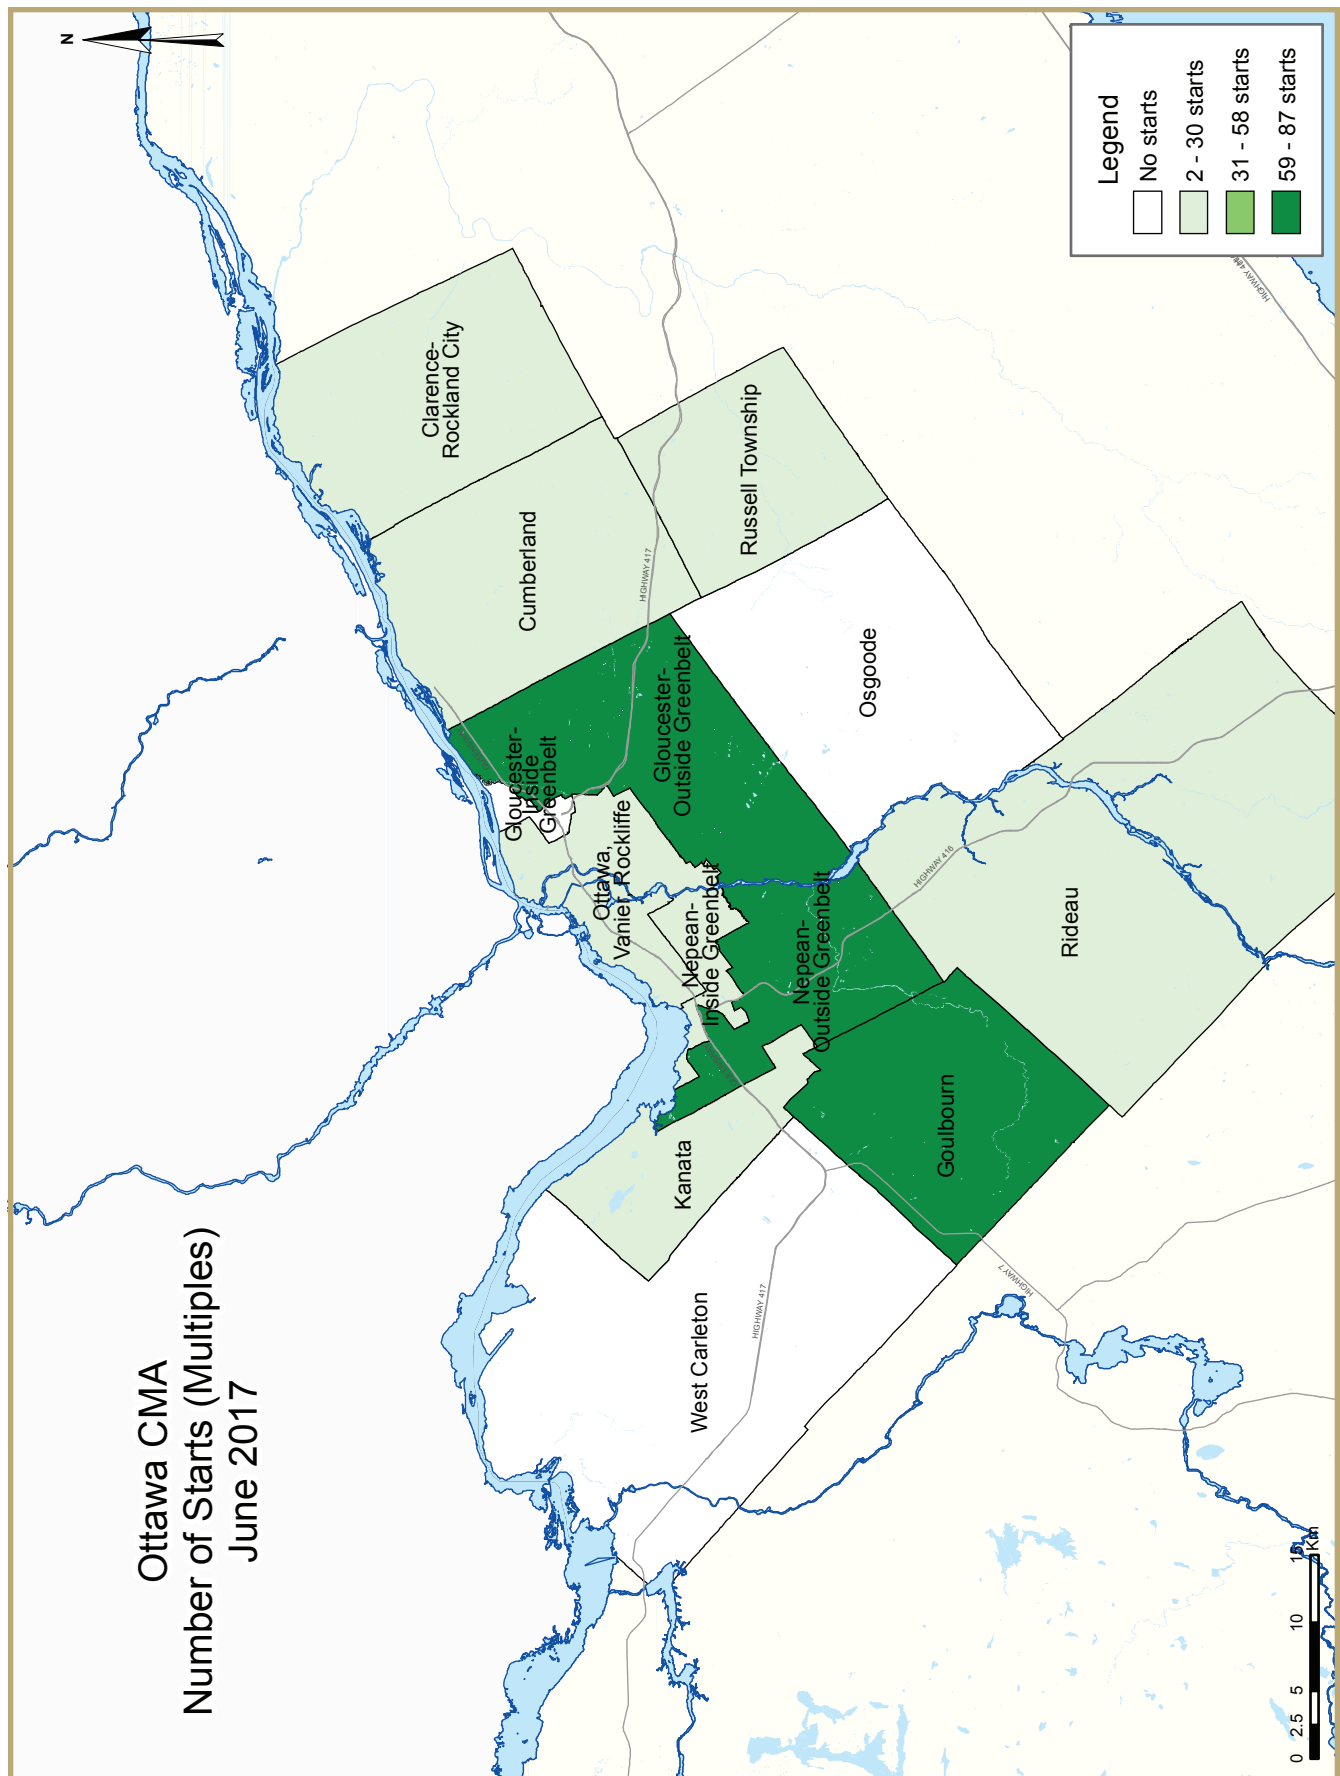 Ottawa CMA
Number of Starts (Multiples)
June 2017
N
Legend
No starts
2 - 30 starts
31 - 58 starts
59 - 87 starts
Clarence-
Rockland City
Cumberland
Russell Township
HIGHWAY 417
Gloucester-
Inside
Greenbelt
Gloucester-
Outside Greenbelt
Osgoode
Ottawa,
Vanier, Rockliffe
Nepean-
Inside Greenbelt
Nepean-
Outside Greenbelt
HIGHWAY 416
Rideau
Kanata
Goulbourn
West Carleton
HIGHWAY 417
HIGHWAY 7
0 2.5 5 10 15
Km